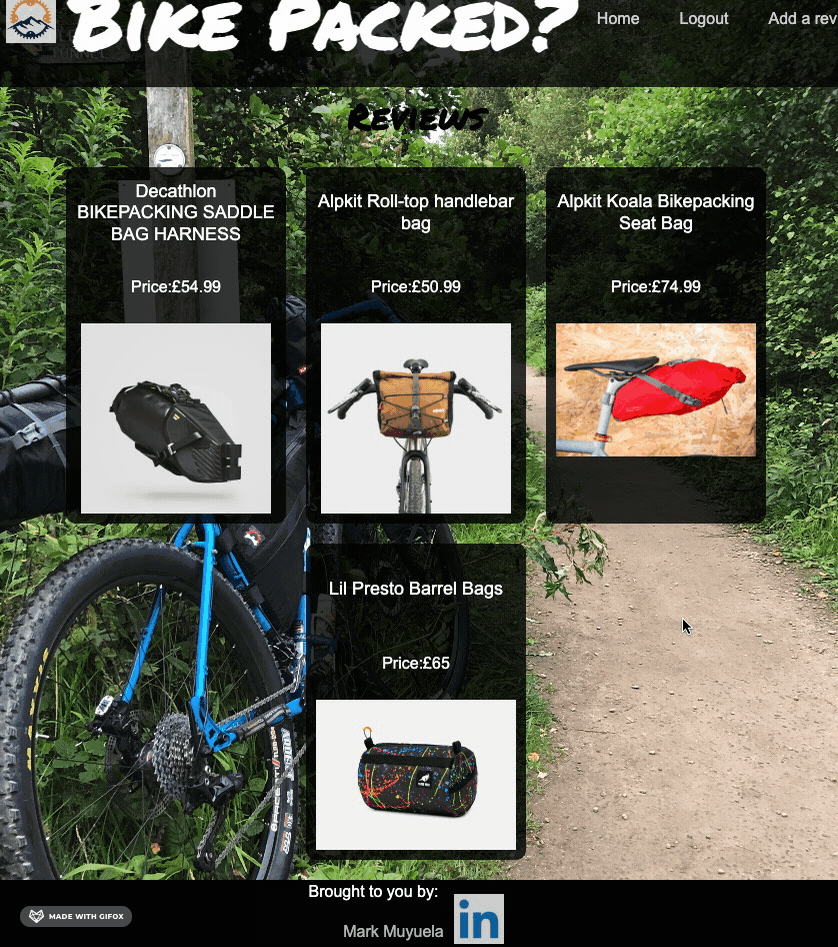 Bike Packed?
Home
Logout
Add a rev
Reviews
Decathlon
BIKEPACKING SADDLE
BAG HARNESS
Price:£54.99
Alpkit Roll-top handlebar
bag
Price:£50.99
Alpkit Koala Bikepacking
Seat Bag
Price:£74.99
Lil Presto Barrel Bags
Price:£65
Brought to you by:
Mark Muyuela
in
MADE WITH GIFOX